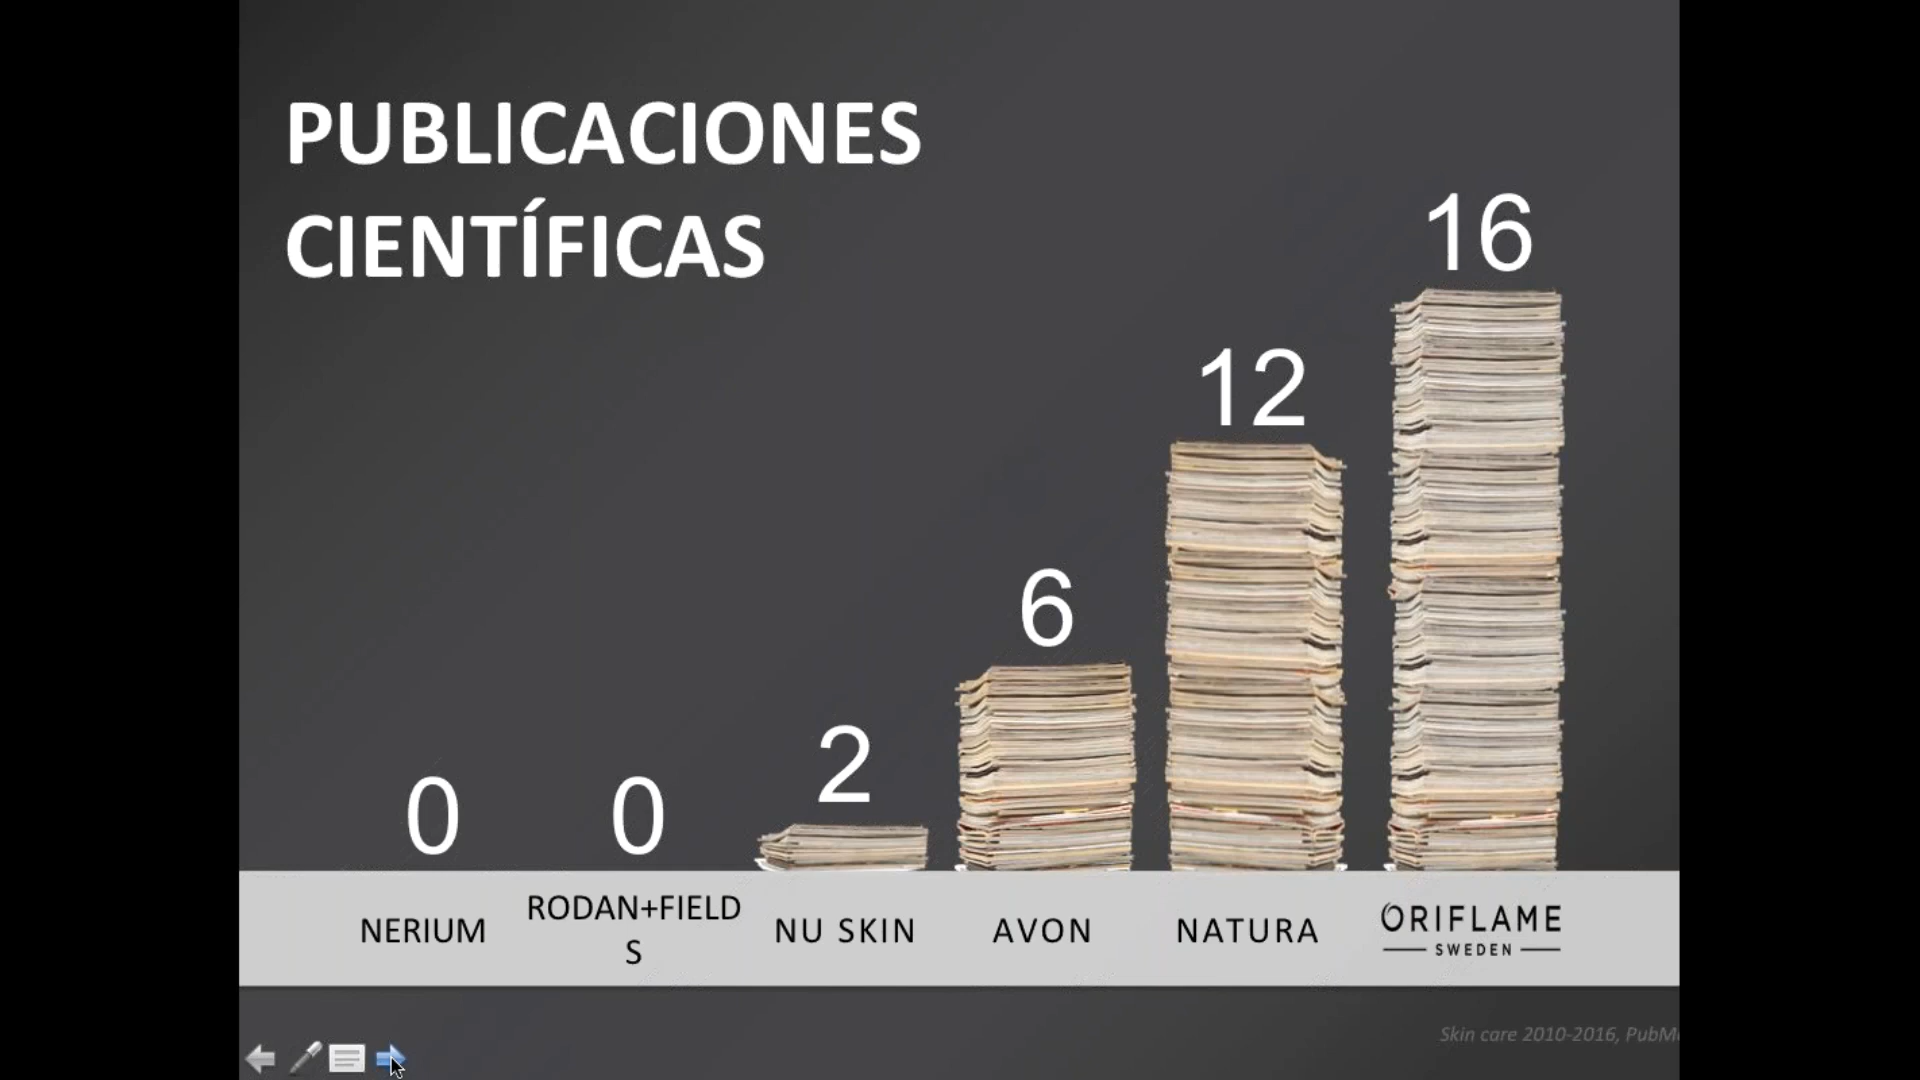 PUBLICACIONES
CIENTÍFICAS
16
12
6
2
0
0
NERIUM
RODAN+FIELD
S
NU SKIN
AVON
NATURA
ORIFLAME
SWEDEN
Skin care 2010-2016,